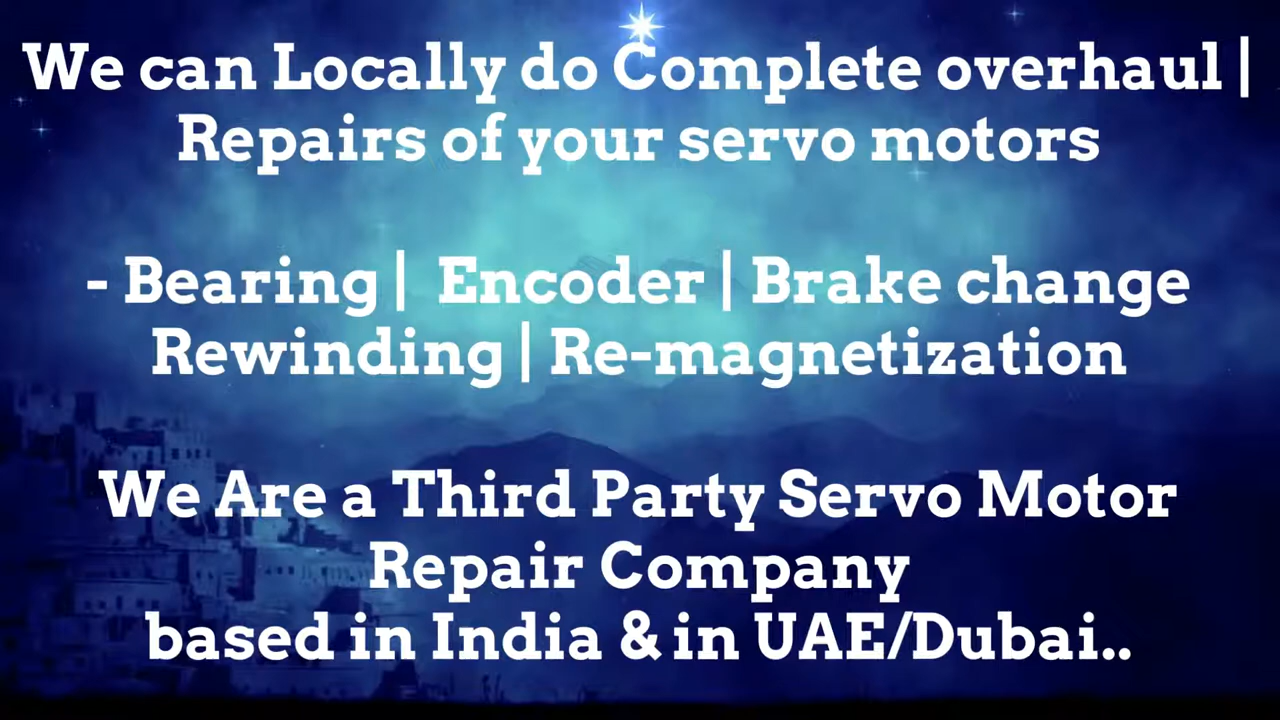 We can Locally do Complete overhaul |
Repairs of your servo motors
- Bearing | Encoder | Brake change
Rewinding | Re-magnetization
We Are a Third Party Servo Motor
Repair Company
based in India & in UAE/Dubai..